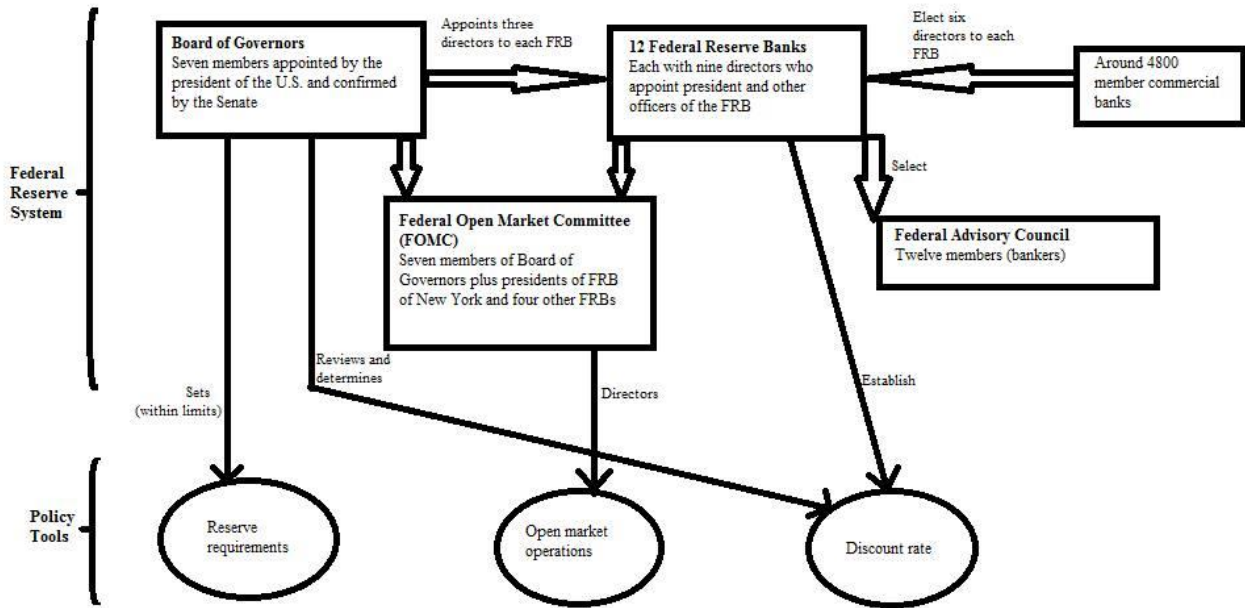 Board of Governors
Seven members appointed by the
president of the U.S. and confirmed
by the Senate
Appoints three
directors to each FRB
12 Federal Reserve Banks
Each with nine directors who
appoint president and other
officers of the FRB
Elect six
directors to each
FRB
Around 4800
member commercial
banks
Federal
Reserve
System
Select
Federal Open Market Committee
(FOMC)
Seven members of Board of
Governors plus presidents of FRB
of New York and four other FRBs
Federal Advisory Council
Twelve members (bankers)
Reviews and
determines
Sets
(within limits)
Directors
Establish
Policy
Tools
Reserve
requirements
Open market
operations
Discount rate